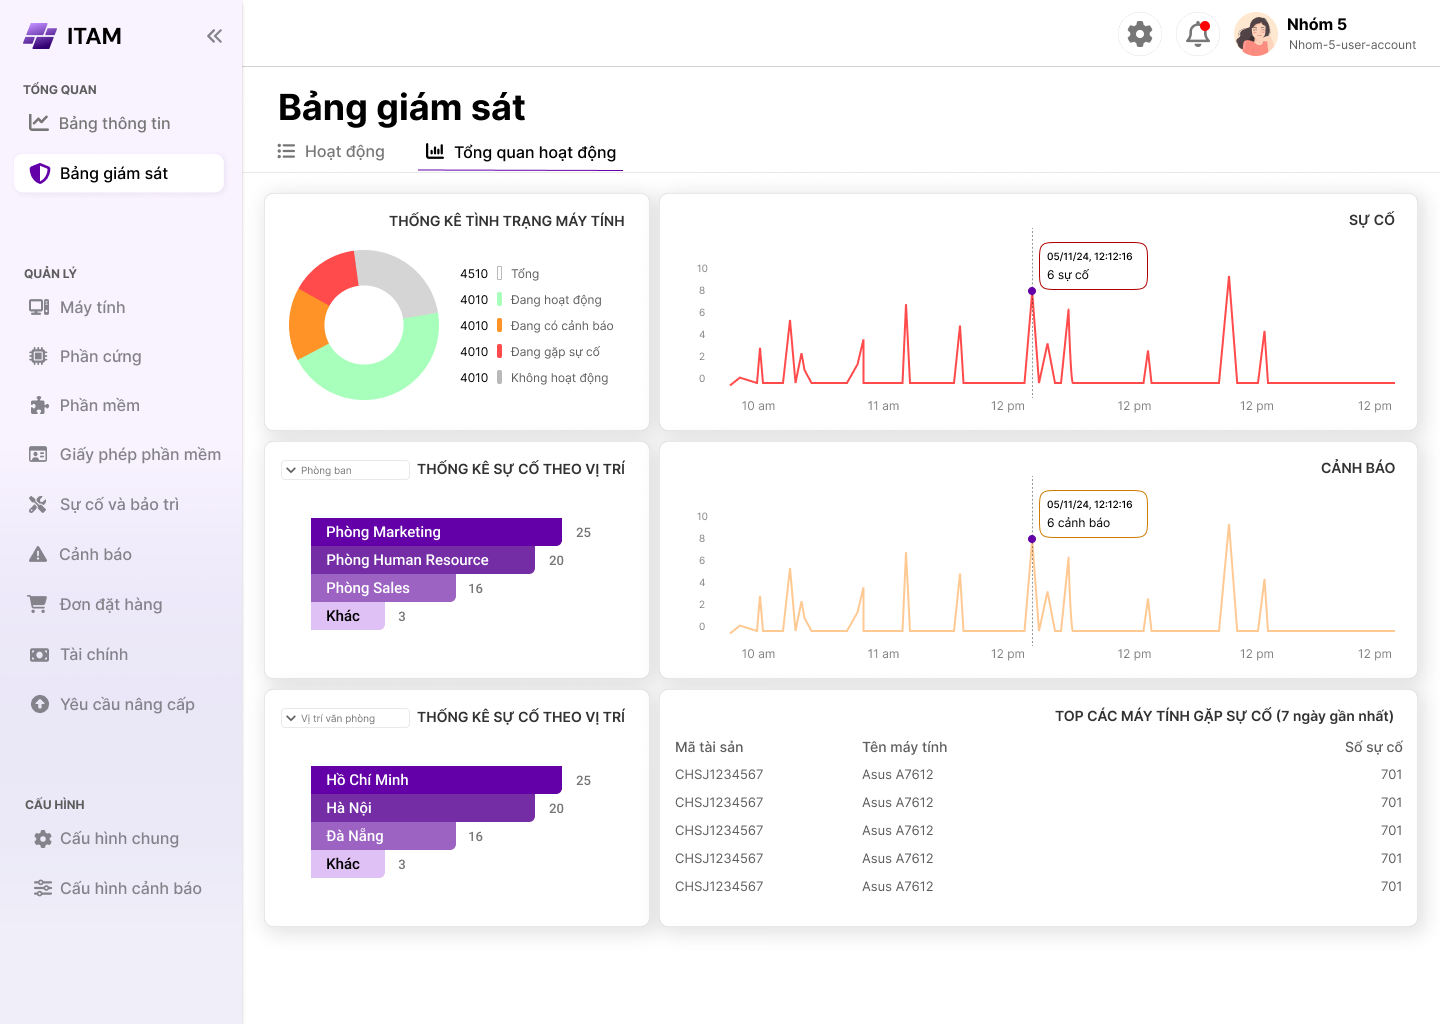 ITAM
TỔNG QUAN
Bảng thông tin
Bảng giám sát
QUẢN LÝ
Máy tính
Phần cứng
Phần mềm
Giấy phép phần mềm
Sự cố và bảo trì
Cảnh báo
Đơn đặt hàng
Tài chính
Yêu cầu nâng cấp
CẤU HÌNH
Cấu hình chung
Cấu hình cảnh báo
Nhóm 5
Nhom-5-user-account
Bảng giám sát
Hoạt động
Tổng quan hoạt động
THỐNG KÊ TÌNH TRẠNG MÁY TÍNH
4510 Tổng
4010 Đang hoạt động
4010 Đang có cảnh báo
4010 Đang gặp sự cố
4010 Không hoạt động
SỰ CỐ
05/11/24, 12:12:16
6 sự cố
10
8
6
4
2
0
10 am 11 am 12 pm 12 pm 12 pm 12 pm
Phòng ban
THỐNG KÊ SỰ CỐ THEO VỊ TRÍ
Phòng Marketing 25
Phòng Human Resource 20
Phòng Sales 16
Khác 3
CẢNH BÁO
05/11/24, 12:12:16
6 cảnh báo
10
8
6
4
2
0
10 am 11 am 12 pm 12 pm 12 pm 12 pm
Vị trí văn phòng
THỐNG KÊ SỰ CỐ THEO VỊ TRÍ
Hồ Chí Minh 25
Hà Nội 20
Đà Nẵng 16
Khác 3
TOP CÁC MÁY TÍNH GẶP SỰ CỐ (7 ngày gần nhất)
Mã tài sản Tên máy tính Số sự cố
CHSJ1234567 Asus A7612 701
CHSJ1234567 Asus A7612 701
CHSJ1234567 Asus A7612 701
CHSJ1234567 Asus A7612 701
CHSJ1234567 Asus A7612 701